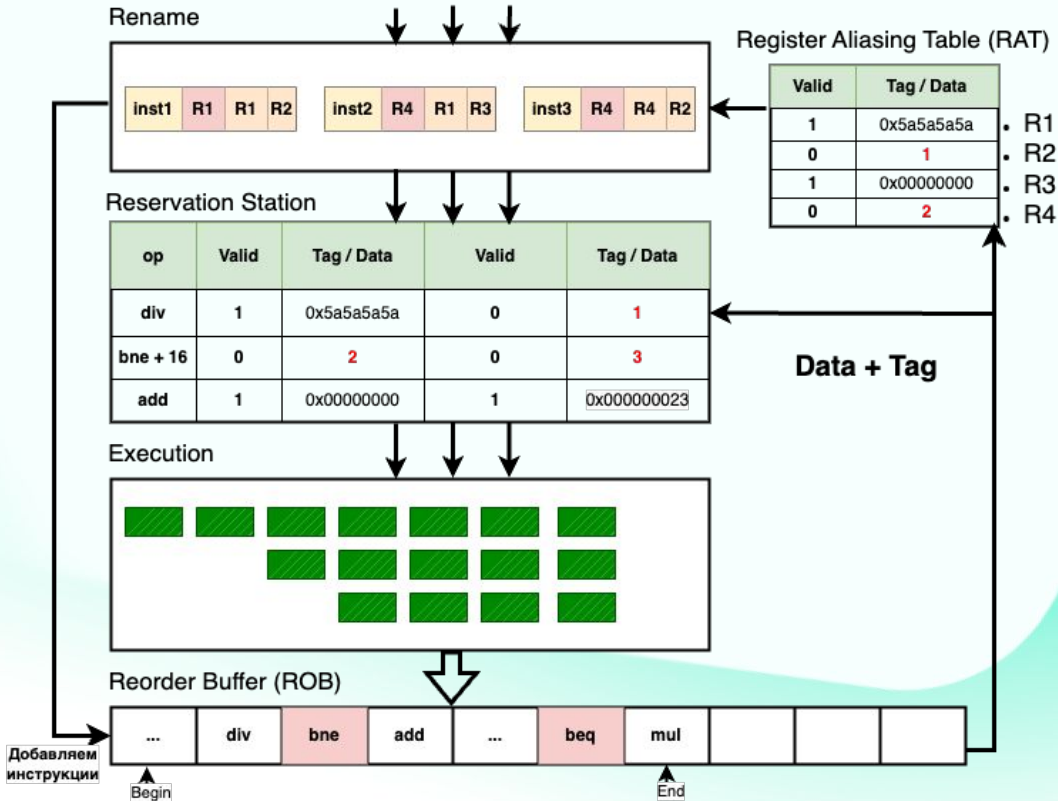 Rename
Register Aliasing Table (RAT)
inst1 R1 R1 R2 inst2 R4 R1 R3 inst3 R4 R4 R2
Valid Tag / Data
1 0x5a5a5a5a . R1
0 1 . R2
1 0x00000000 . R3
0 2 . R4
Reservation Station
op Valid Tag / Data Valid Tag / Data
div 1 0x5a5a5a5a 0 1
bne + 16 0 2 0 3
add 1 0x00000000 1 0x000000023
Data + Tag
Execution
Reorder Buffer (ROB)
... div bne add ... beq mul
Добавляем
инструкции
Begin End